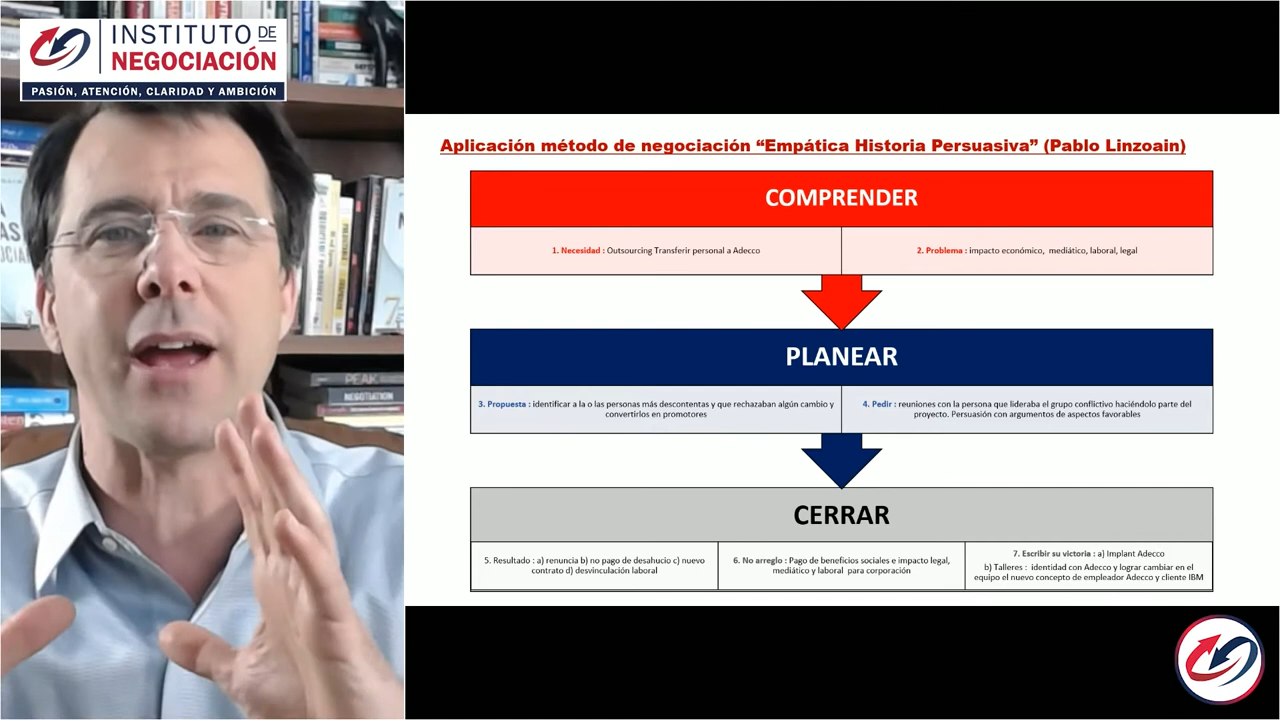 INSTITUTO DE
NEGOCIACIÓN
PASIÓN, ATENCIÓN, CLARIDAD Y AMBICIÓN
Aplicación método de negociación “Empática Historia Persuasiva” (Pablo Linzoain)
COMPRENDER
1. Necesidad : Outsourcing Transferir personal a Adecco
2. Problema : impacto económico, mediático, laboral, legal
PLANEAR
3. Propuesta : identificar a la o las personas más descontentas y que rechazaban algún cambio y
convertirlos en promotores
4. Pedir : reuniones con la persona que lideraba el grupo conflictivo haciéndolo parte del
proyecto. Persuasión con argumentos de aspectos favorables
CERRAR
5. Resultado : a) renuncia b) no pago de desahucio c) nuevo
contrato d) desvinculación laboral
6. No arreglo : Pago de beneficios sociales e impacto legal,
mediático y laboral para corporación
7. Escribir su victoria : a) Implant Adecco
b) Talleres : identidad con Adecco y lograr cambiar en el
equipo el nuevo concepto de empleador Adecco y cliente IBM
PEAK
NEGOTIATION